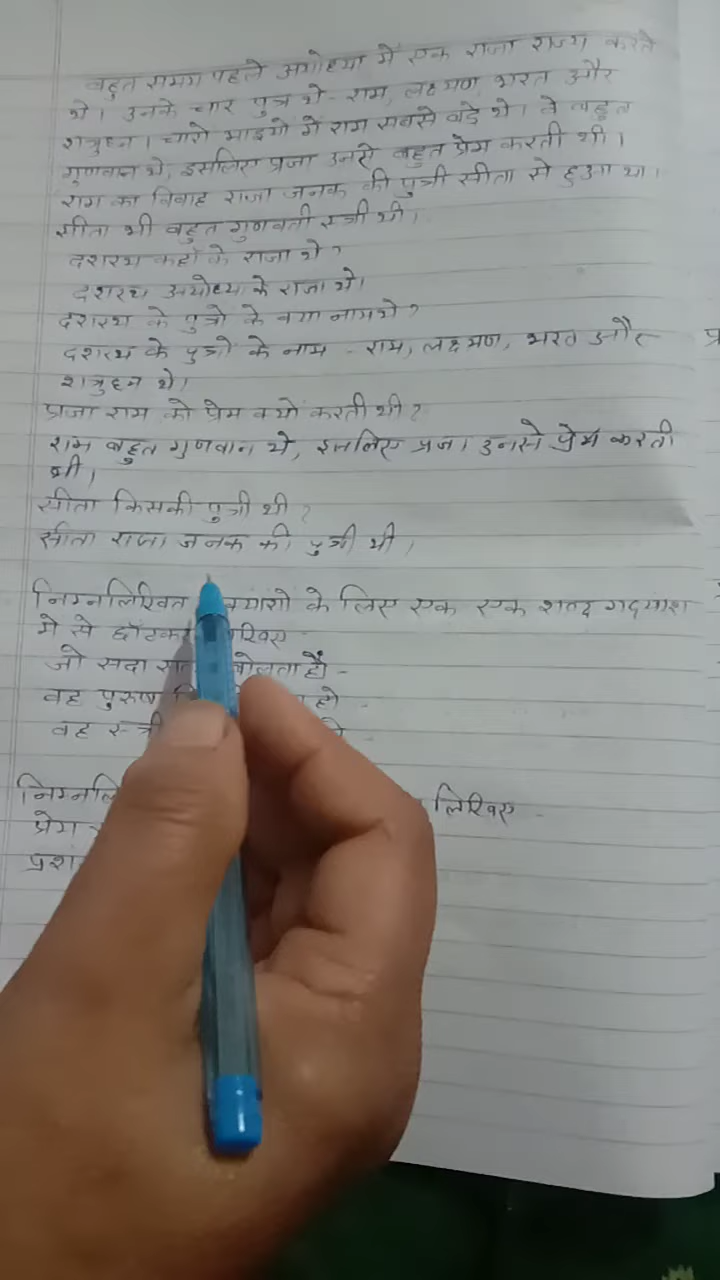 बहुत समय पहले अयोध्या में एक राजा राज्य करते
थे। उनके चार पुत्र थे - राम, लक्ष्मण, भरत और
शत्रुघ्न। चारो भाइयो में राम सबसे बडे थे। वे बहुत
गुणवान थे, इसलिए प्रजा उनसे बहुत प्रेम करती थी।
राम का विवाह राजा जनक की पुत्री सीता से हुआ था।
सीता भी बहुत गुणवती स्त्री थी।
दशरथ कहाँ के राजा थे?
दशरथ अयोध्या के राजा थे।
दशरथ के पुत्रो के क्या नाम थे?
दशरथ के पुत्रों के नाम - राम, लक्ष्मण, भरत और
शत्रुघ्न थे।
प्रजा राम को प्रेम क्यों करती थी?
राम बहुत गुणवान थे, इसलिए प्रजा उनसे प्रेम करती
थी।
सीता किसकी पुत्री थी?
सीता राजा जनक की पुत्री थी।
निम्नलिखित के लिए एक एक शब्द गद्यांश
में से छाँटकर
जो सदा बोलता हो -
वह पुरुष हो -
वह स्त्री
लिखिए -